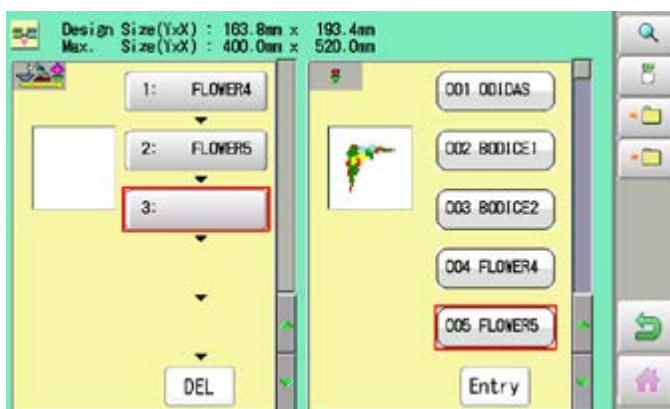 Design Size(YxX) : 163.8mm x 193.4mm
Max. Size(YxX) : 400.0mm x 520.0mm
1: FLOWER4
2: FLOWER5
3:
DEL
001 ODIDAS
002 BODICE1
003 BODICE2
004 FLOWER4
005 FLOWER5
Entry